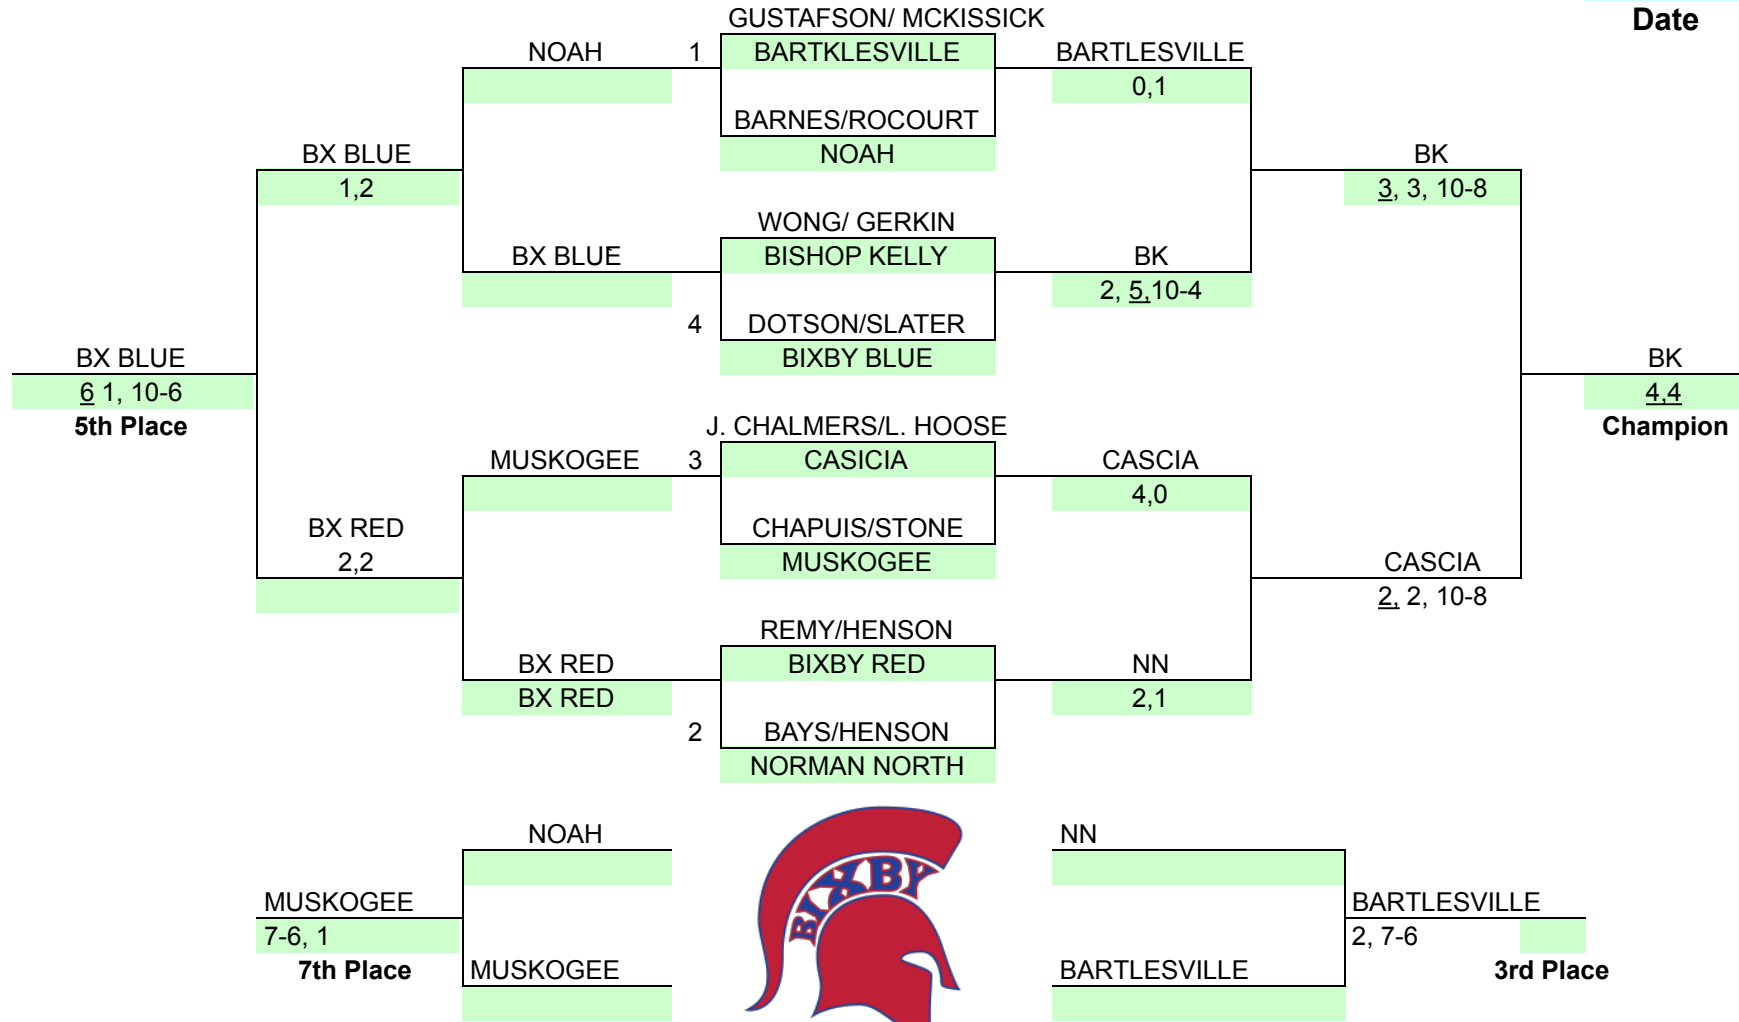 GUSTAFSON/ MCKISSICK
Date
NOAH
1
BARTKLESVILLE
BARTLESVILLE
0,1
BARNES/ROCOURT
BX BLUE
NOAH
BK
1,2
3, 3, 10-8
WONG/ GERKIN
BX BLUE`
BISHOP KELLY
BK
2, 5,10-4
4
DOTSON/SLATER
BX BLUE
BIXBY BLUE
BK
6 1, 10-6
4,4
5th Place
J. CHALMERS/L. HOOSE
Champion
MUSKOGEE
3
CASICIA
CASCIA
4,0
BX RED
CHAPUIS/STONE
2,2
MUSKOGEE
CASCIA
2, 2, 10-8
REMY/HENSON
BX RED
BIXBY RED
NN
BX RED
2,1
2
BAYS/HENSON
NORMAN NORTH
NOAH
NN
BIXBY
MUSKOGEE
BARTLESVILLE
7-6, 1
2, 7-6
7th Place
MUSKOGEE
BARTLESVILLE
3rd Place